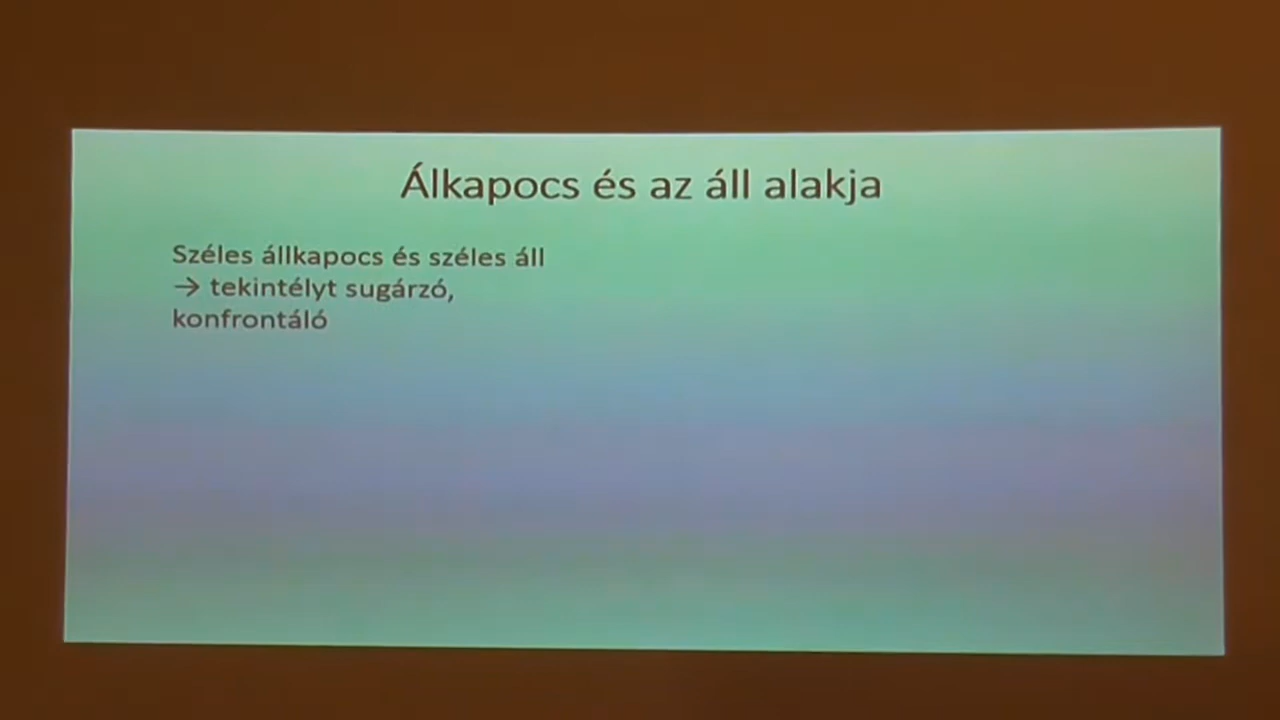 Álkapocs és az áll alakja
Széles állkapocs és széles áll
→ tekintélyt sugárzó,
konfrontáló